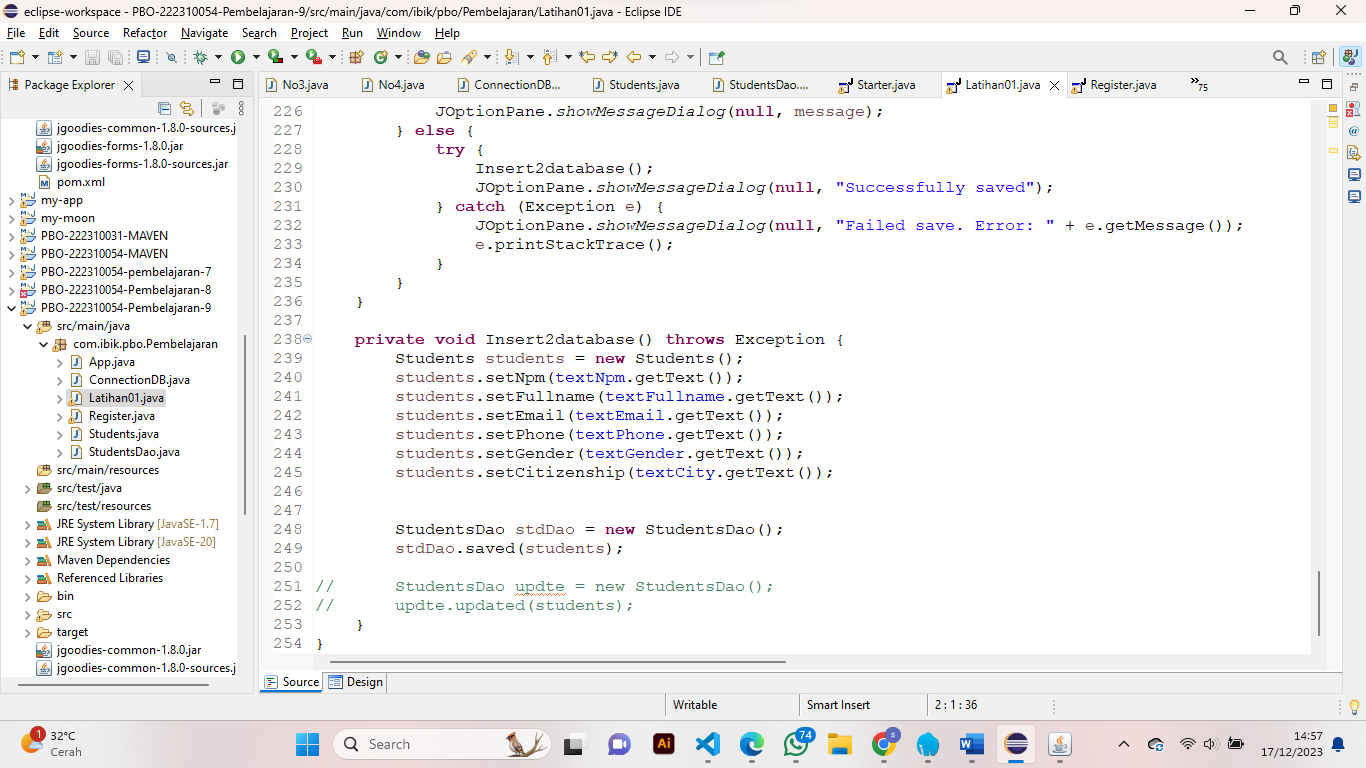 eclipse-workspace - PBO-222310054-Pembelajaran-9/src/main/java/com/ibik/pbo/Pembelajaran/Latihan01.java - Eclipse IDE
File Edit Source Refactor Navigate Search Project Run Window Help
Package Explorer
jgoodies-common-1.8.0-sources.j
jgoodies-forms-1.8.0.jar
jgoodies-forms-1.8.0-sources.jar
pom.xml
my-app
my-moon
PBO-222310031-MAVEN
PBO-222310054-MAVEN
PBO-222310054-pembelajaran-7
PBO-222310054-Pembelajaran-8
PBO-222310054-Pembelajaran-9
src/main/java
com.ibik.pbo.Pembelajaran
App.java
ConnectionDB.java
Latihan01.java
Register.java
Students.java
StudentsDao.java
src/main/resources
src/test/java
src/test/resources
JRE System Library [JavaSE-1.7]
JRE System Library [JavaSE-20]
Maven Dependencies
Referenced Libraries
bin
src
target
jgoodies-common-1.8.0.jar
jgoodies-common-1.8.0-sources.j
No3.java No4.java ConnectionDB... Students.java StudentsDao.... Starter.java Latihan01.java Register.java 75
226 JOptionPane.showMessageDialog(null, message);
227 } else {
228 try {
229 Insert2database();
230 JOptionPane.showMessageDialog(null, "Successfully saved");
231 } catch (Exception e) {
232 JOptionPane.showMessageDialog(null, "Failed save. Error: " + e.getMessage());
233 e.printStackTrace();
234 }
235 }
236 }
237
238 private void Insert2database() throws Exception {
239 Students students = new Students();
240 students.setNpm(textNpm.getText());
241 students.setFullname(textFullname.getText());
242 students.setEmail(textEmail.getText());
243 students.setPhone(textPhone.getText());
244 students.setGender(textGender.getText());
245 students.setCitizenship(textCity.getText());
246
247
248 StudentsDao stdDao = new StudentsDao();
249 stdDao.saved(students);
250
251 // StudentsDao updte = new StudentsDao();
252 // updte.updated(students);
253 }
254 }
Source Design
Writable Smart Insert 2 : 1 : 36
1 32°C
Cerah
Search
Ai
74
S
14:57
17/12/2023